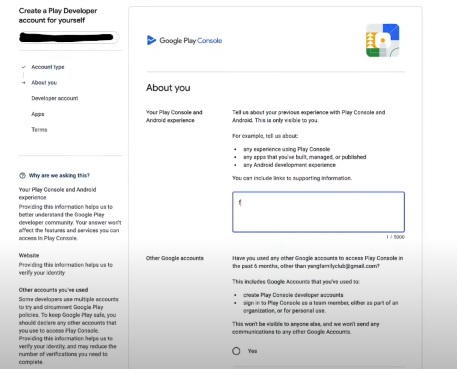 Create a Play Developer
account for yourself
Account type
About you
Developer account
Apps
Terms
Why are we asking this?
Your Play Console and Android
experience
Providing this information helps us to
better understand the Google Play
developer community. Your answer won't
affect the features and services you can
access in Play Console.
Website
Providing this information helps us to
verify your identity
Other accounts you've used
Some developers use multiple accounts
to try and circumvent Google Play
policies. To keep Google Play safe, you
should declare any other accounts that
you use to access Play Console.
Providing this information helps us to
verify your identity, and may reduce the
number of verifications you need to
complete.
Google Play Console
About you
Your Play Console and
Android experience
Tell us about your previous experience with Play Console and
Android. This is only visible to you.
For example, tell us about:
• any experience using Play Console
• any apps that you've built, managed, or published
• any Android development experience
You can include links to supporting information.
1 / 5000
Other Google accounts
Have you used any other Google accounts to access Play Console in
the past 6 months, other than yangfamilyclub@gmail.com?
This includes Google Accounts that you've used to:
• create Play Console developer accounts
• sign in to Play Console as a team member, either as part of an
organization, or for personal use.
This won't be visible to anyone else, and we won't send any
communications to any other Google Accounts.
Yes